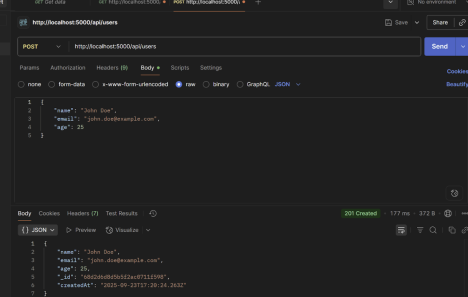 GET Get data
GET http://localhost:5000/
POST http://localhost:5000/
No environment
http://localhost:5000/api/users
Save
Share
POST
http://localhost:5000/api/users
Send
Params
Authorization
Headers (9)
Body
Scripts
Settings
Cookies
none
form-data
x-www-form-urlencoded
raw
binary
GraphQL
JSON
Beautify
1 {
2 "name": "John Doe",
3 "email": "john.doe@example.com",
4 "age": 25
5 }
Body
Cookies
Headers (7)
Test Results
201 Created
177 ms
372 B
{} JSON
Preview
Visualize
1 {
2 "name": "John Doe",
3 "email": "john.doe@example.com",
4 "age": 25,
5 "_id":
6 "createdAt": "2025-09-23T17:20:24.263Z"
7 }